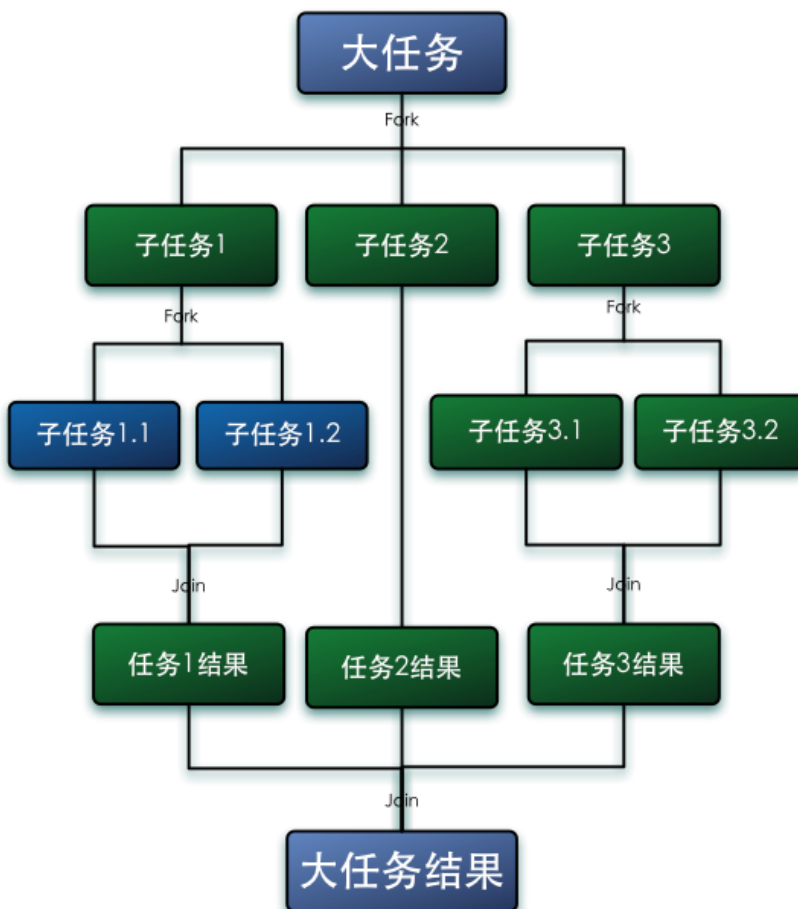 大任务
Fork
子任务1
子任务2
子任务3
Fork
Fork
子任务1.1
子任务1.2
子任务3.1
子任务3.2
Join
Join
任务1结果
任务2结果
任务3结果
Join
大任务结果